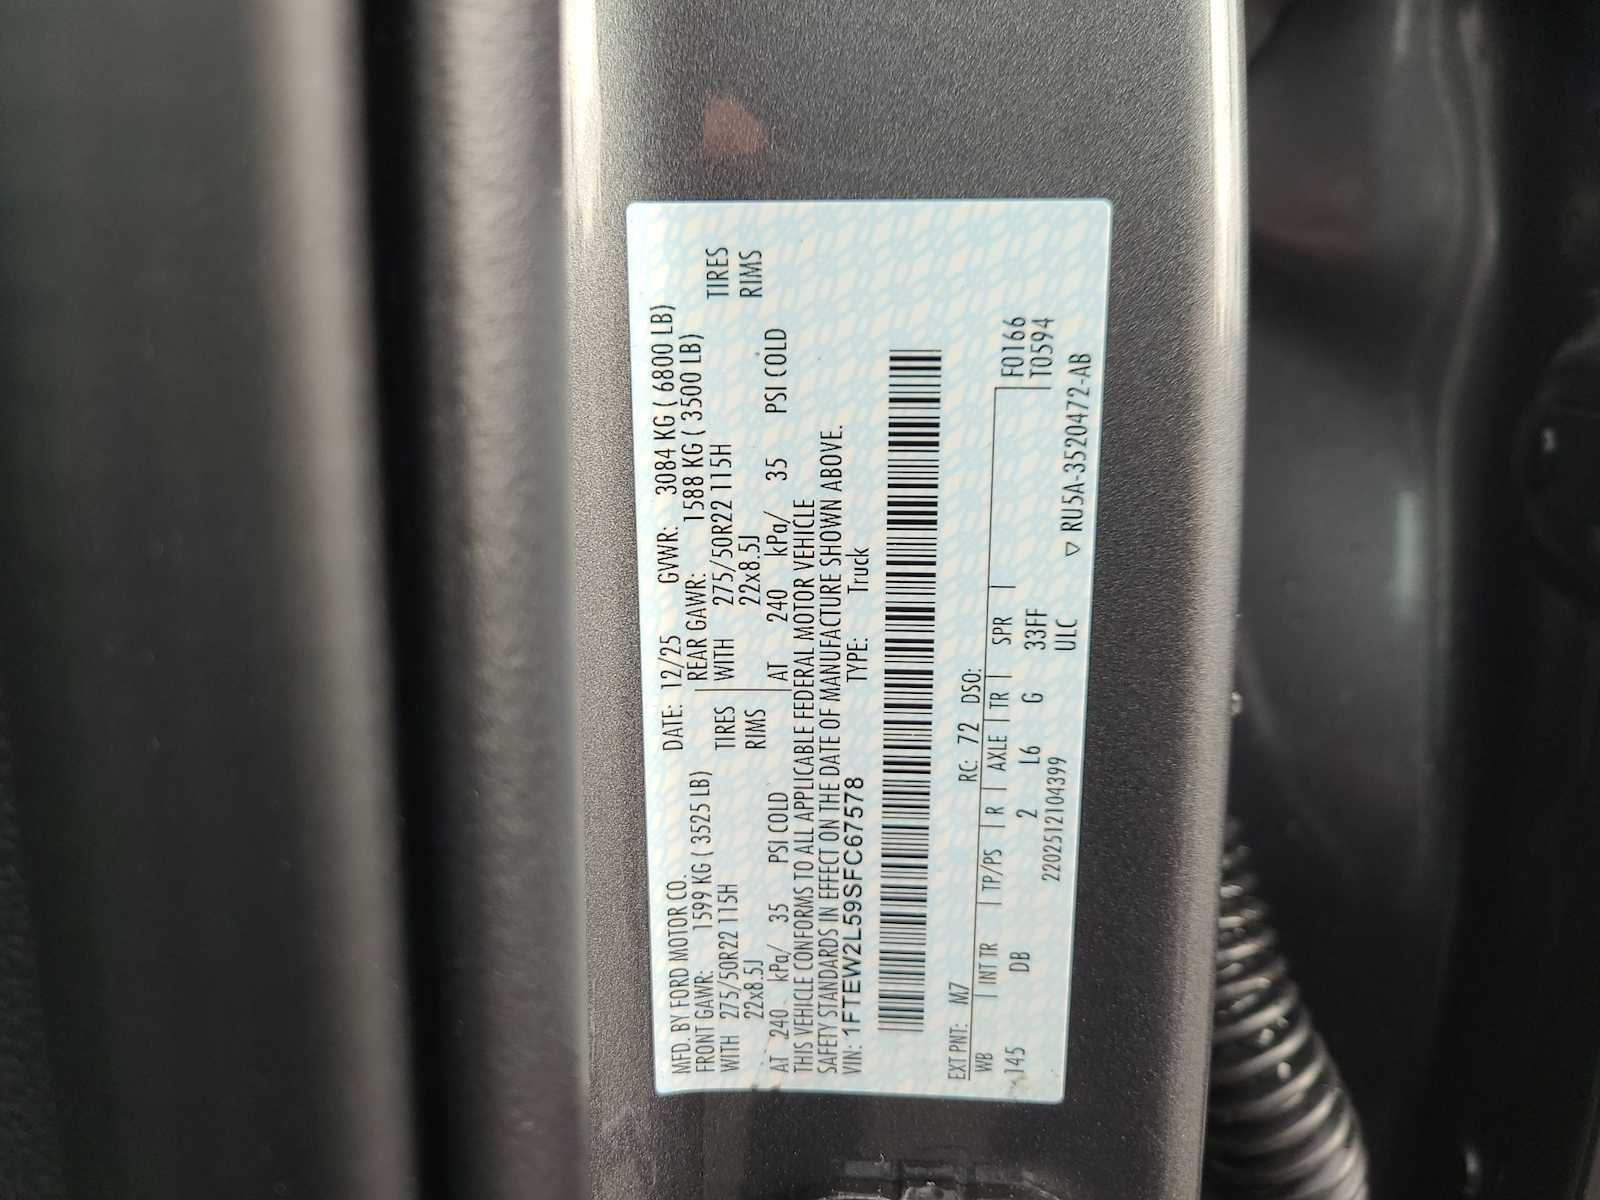 MFD. BY FORD MOTOR CO. DATE: 12/25 GVWR: 3084 KG ( 6800 LB)
FRONT GAWR: 1599 KG ( 3525 LB) REAR GAWR: 1588 KG ( 3500 LB)
WITH 275/50R22 115H TIRES WITH 275/50R22 115H TIRES
22x8.5J RIMS 22x8.5J RIMS
AT 240 kPa/ 35 PSI COLD AT 240 kPa/ 35 PSI COLD
THIS VEHICLE CONFORMS TO ALL APPLICABLE FEDERAL MOTOR VEHICLE
SAFETY STANDARDS IN EFFECT ON THE DATE OF MANUFACTURE SHOWN ABOVE.
VIN: 1FTEW2L59SFC67578 TYPE: Truck
EXT PNT: M7 RC: 72 DSO:
WB INT TR TP/PS R AXLE TR SPR F0166
145 DB 2 L6 G 33FF T0594
2202512104399 ULC
▽ RU5A-3520472-AB